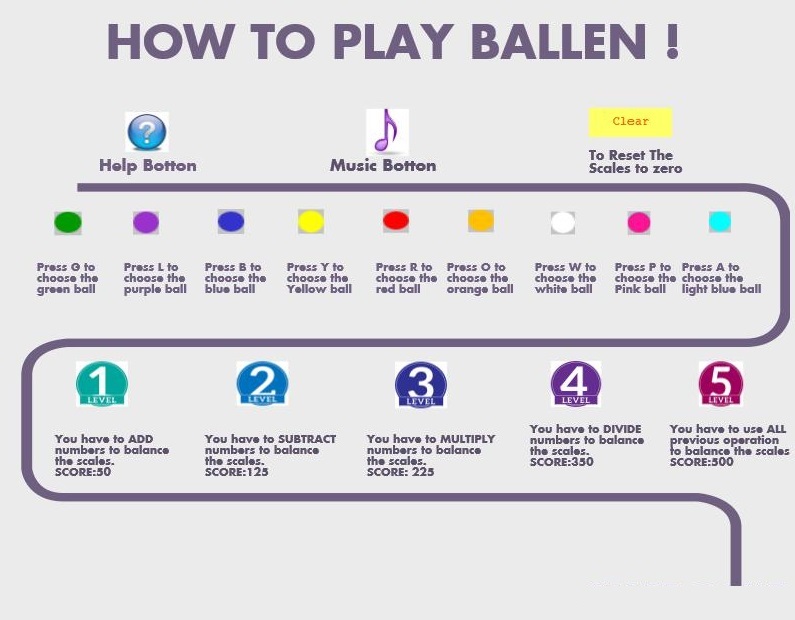 HOW TO PLAY BALLEN !
?
Clear
Help Botton
Music Botton
To Reset The
Scales to zero
Press G to
choose the
green ball
Press L to
choose the
purple ball
Press B to
choose the
blue ball
Press Y to
choose the
Yellow ball
Press R to
choose the
red ball
Press O to
choose the
orange ball
Press W to
choose the
white ball
Press P to
choose the
Pink ball
Press A to
choose the
light blue ball
1
LEVEL
2
LEVEL
3
LEVEL
4
LEVEL
5
LEVEL
You have to ADD
numbers to balance
the scales.
SCORE:50
You have to SUBTRACT
numbers to balance
the scales.
SCORE:125
You have to MULTIPLY
numbers to balance
the scales.
SCORE: 225
You have to DIVIDE
numbers to balance
the scales.
SCORE:350
You have to use ALL
previous operation
to balance the scales
SCORE:500